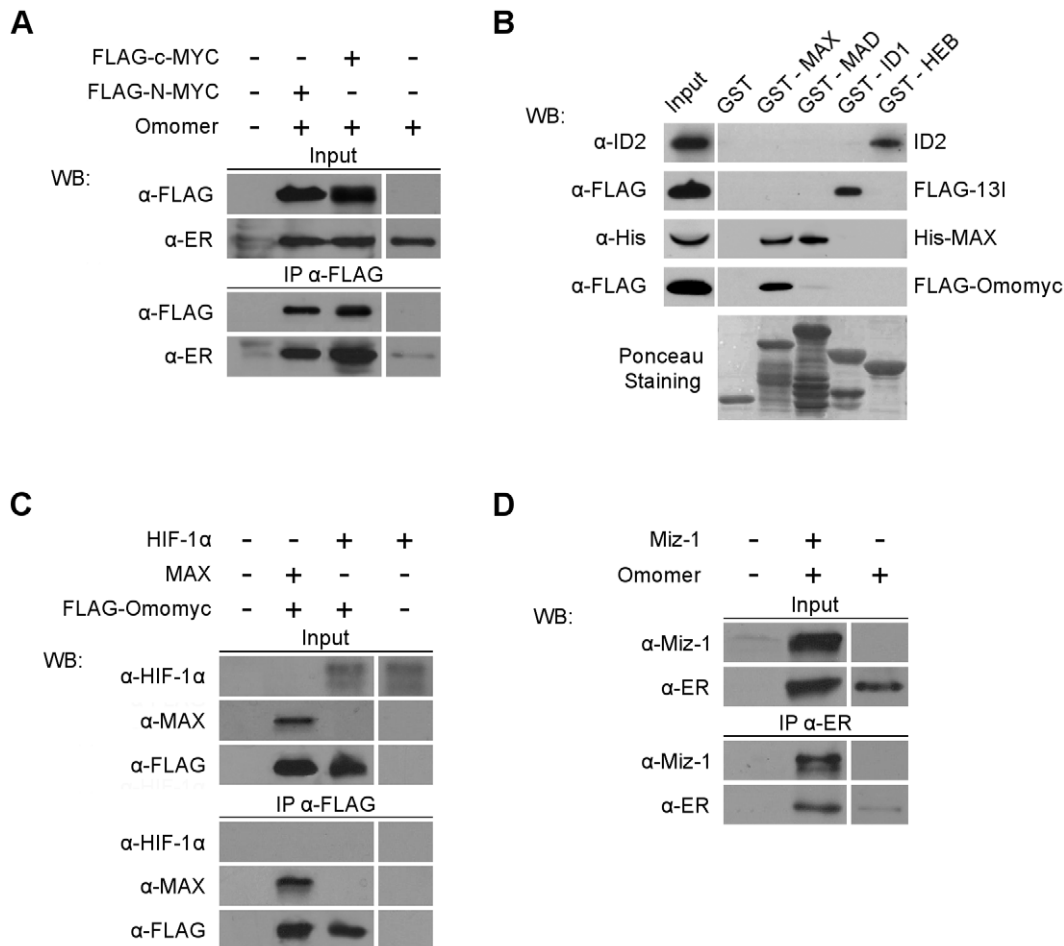 A
FLAG-c-MYC - - + -
FLAG-N-MYC - + - -
Omomer - + + +
Input
WB:
α-FLAG
α-ER
IP α-FLAG
α-FLAG
α-ER
B
Input GST GST - MAX GST - MAD GST - ID1 GST - HEB
WB:
α-ID2 ID2
α-FLAG FLAG-13I
α-His His-MAX
α-FLAG FLAG-Omomyc
Ponceau
Staining
C
HIF-1α - - + +
MAX - + - -
FLAG-Omomyc - + + -
Input
WB:
α-HIF-1α
α-MAX
α-FLAG
IP α-FLAG
α-HIF-1α
α-MAX
α-FLAG
D
Miz-1 - + -
Omomer - + +
Input
WB:
α-Miz-1
α-ER
IP α-ER
α-Miz-1
α-ER